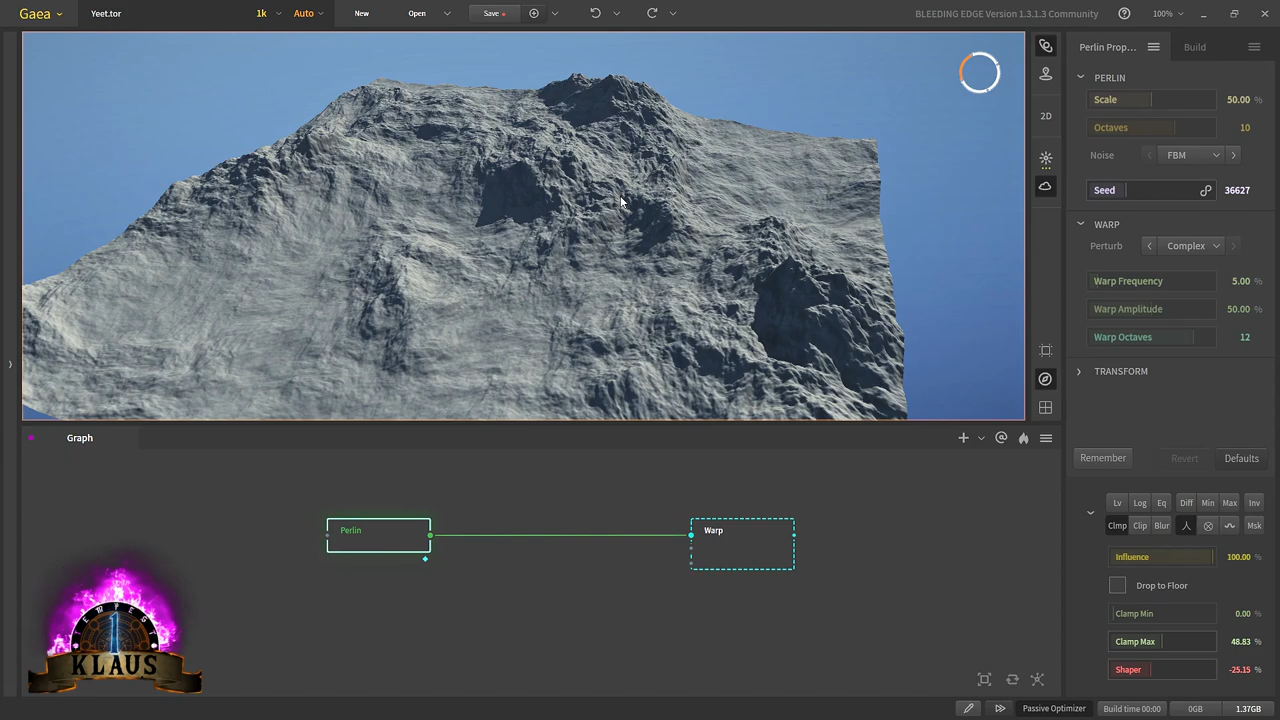 Gaea
Yeet.tor
1k
Auto
New
Open
Save
BLEEDING EDGE Version 1.3.1.3 Community
100%
Perlin Prop...
Build
2D
PERLIN
Scale
50.00 %
Octaves
10
Noise
FBM
Seed
36627
WARP
Perturb
Complex
Warp Frequency
5.00 %
Warp Amplitude
50.00 %
Warp Octaves
12
TRANSFORM
Graph
Remember
Revert
Defaults
Lv Log Eq Diff Min Max Inv
Clmp Clip Blur Msk
Perlin
Warp
Influence
100.00 %
Drop to Floor
Clamp Min
0.00 %
Clamp Max
48.83 %
Shaper
-25.15 %
TEMPEST
1
KLAUS
Passive Optimizer
Build time 00:00
0GB
1.37GB